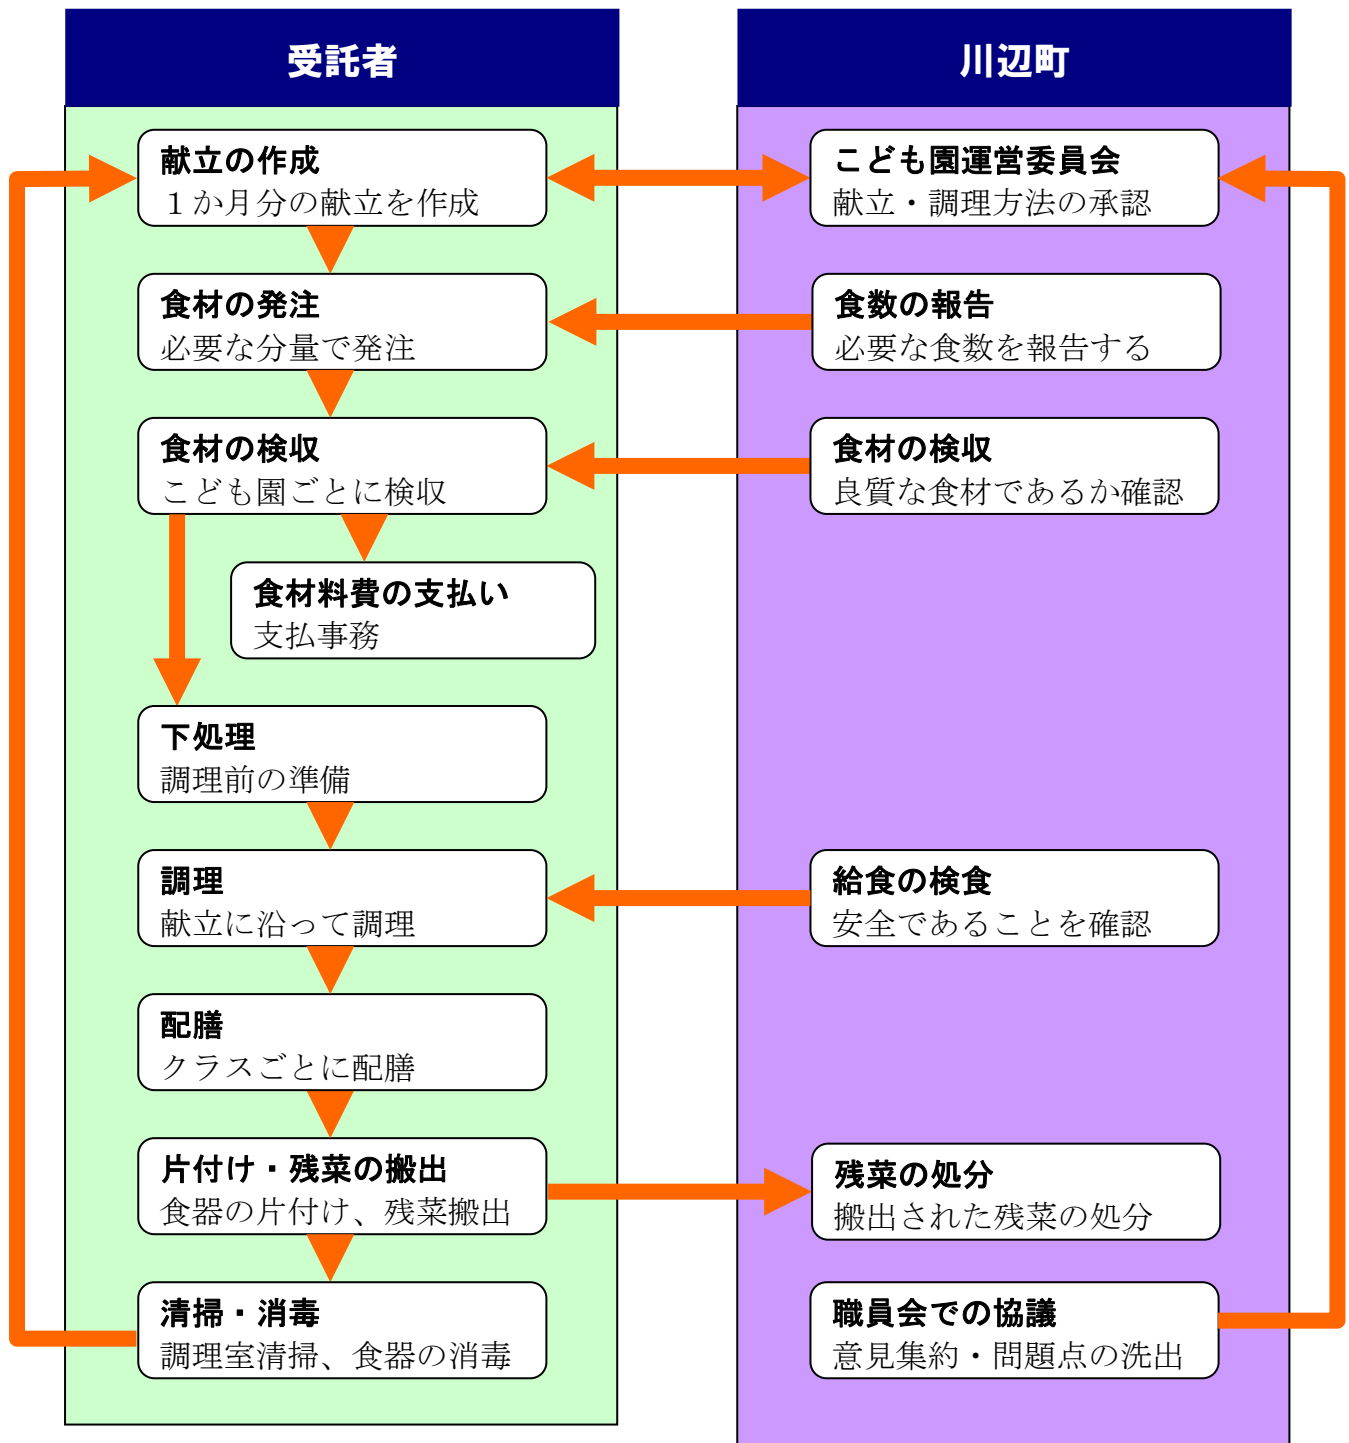 受託者
献立の作成
１か月分の献立を作成
食材の発注
必要な分量で発注
食材の検収
こども園ごとに検収
食材料費の支払い
支払事務
下処理
調理前の準備
調理
献立に沿って調理
配膳
クラスごとに配膳
片付け・残菜の搬出
食器の片付け、残菜搬出
清掃・消毒
調理室清掃、食器の消毒
川辺町
こども園運営委員会
献立・調理方法の承認
食数の報告
必要な食数を報告する
食材の検収
良質な食材であるか確認
給食の検食
安全であることを確認
残菜の処分
搬出された残菜の処分
職員会での協議
意見集約・問題点の洗出